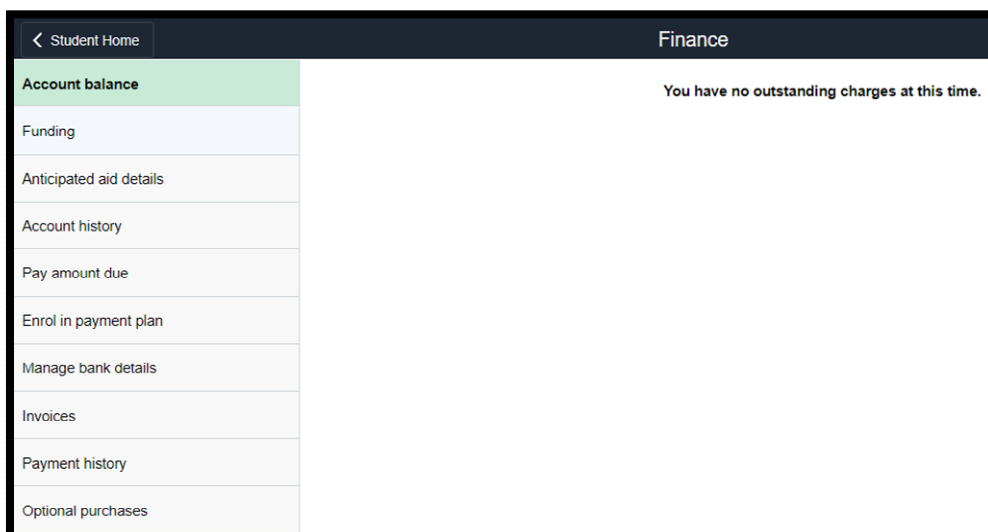 Student Home
Finance
Account balance
You have no outstanding charges at this time.
Funding
Anticipated aid details
Account history
Pay amount due
Enrol in payment plan
Manage bank details
Invoices
Payment history
Optional purchases